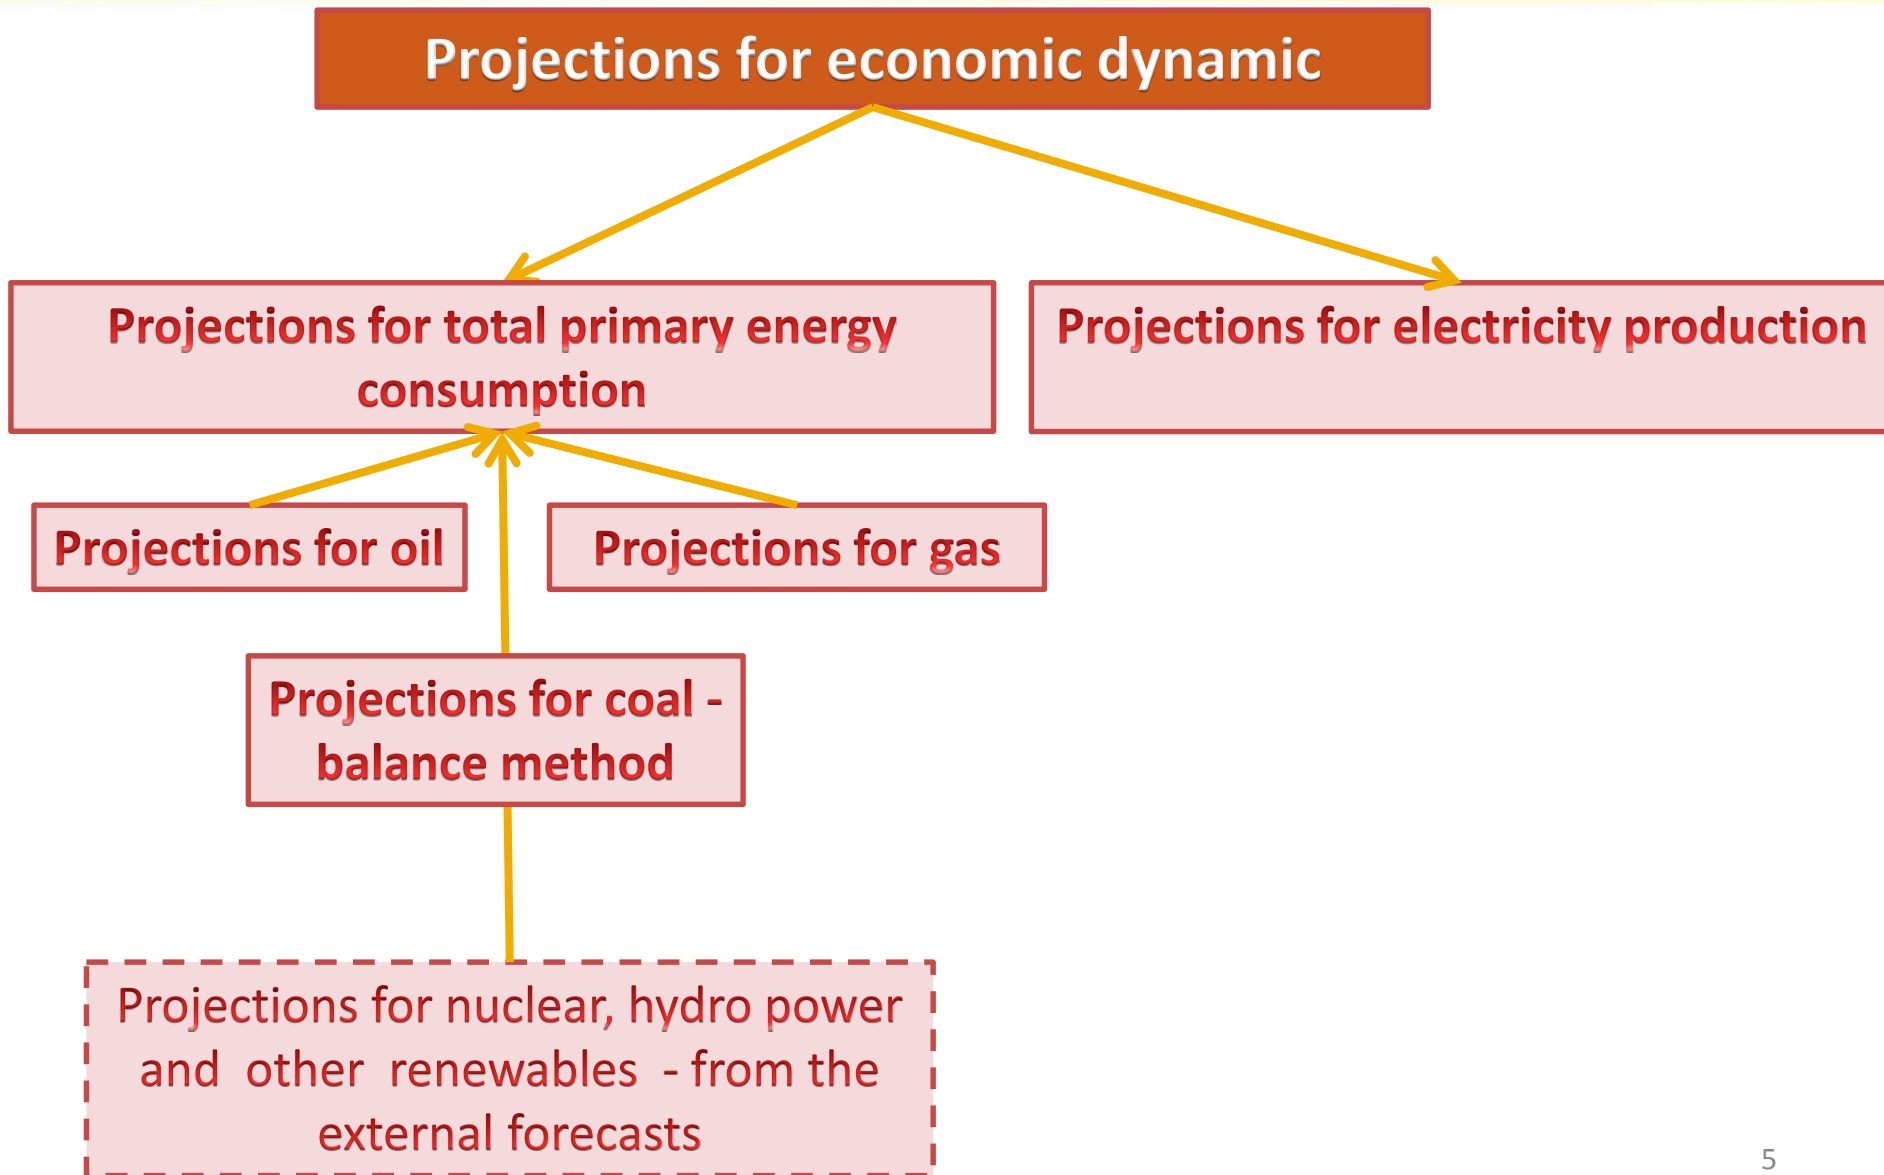 Projections for economic dynamic
Projections for total primary energy
consumption
Projections for electricity production
Projections for oil
Projections for gas
Projections for coal -
balance method
Projections for nuclear, hydro power
and other renewables - from the
external forecasts
5